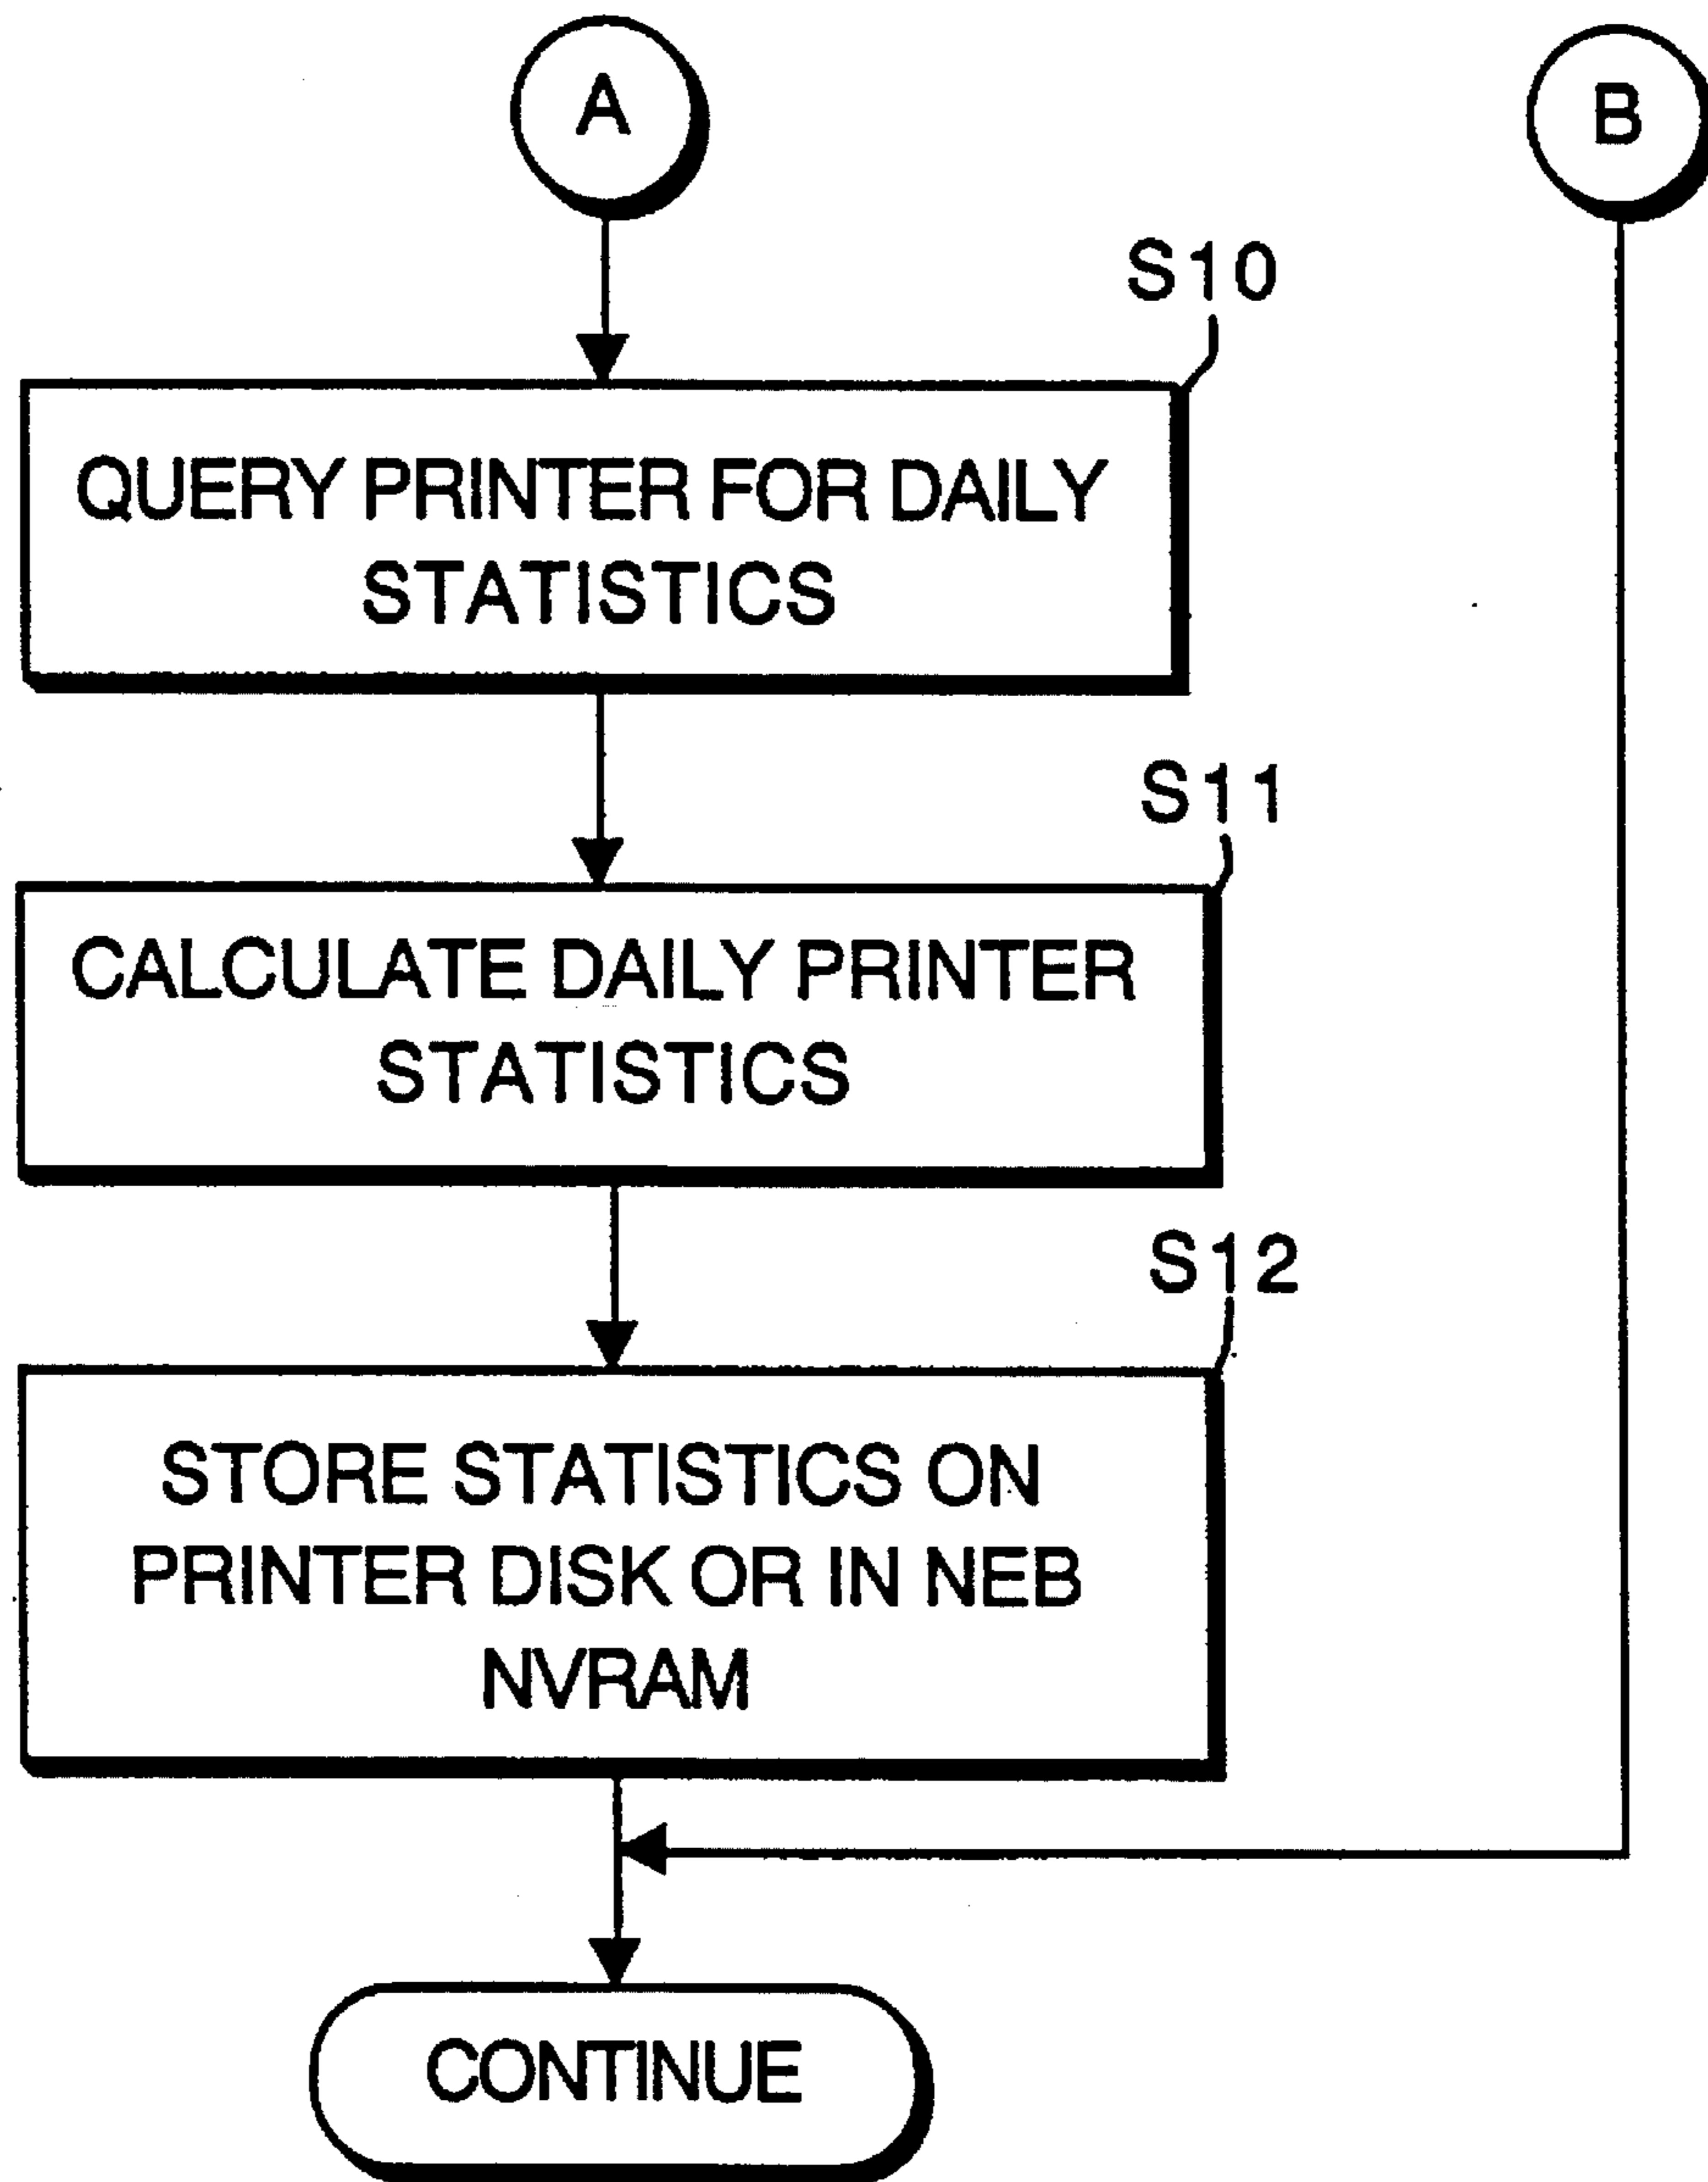 A
B
S10
QUERY PRINTER FOR DAILY
STATISTICS
S11
CALCULATE DAILY PRINTER
STATISTICS
S12
STORE STATISTICS ON
PRINTER DISK OR IN NEB
NVRAM
CONTINUE